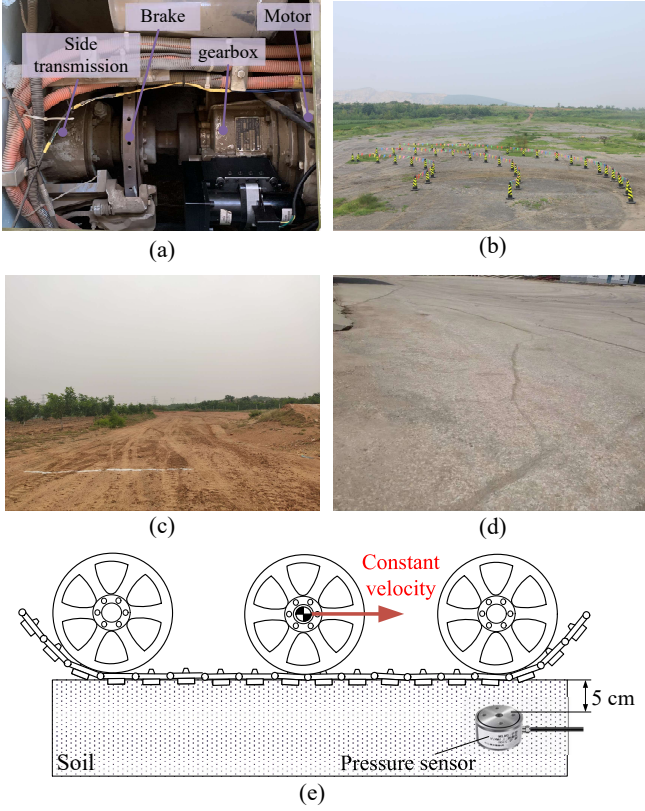 Brake
Motor
Side
transmission
gearbox
(a)
(b)
(c)
(d)
Constant
velocity
5 cm
Soil
Pressure sensor
(e)